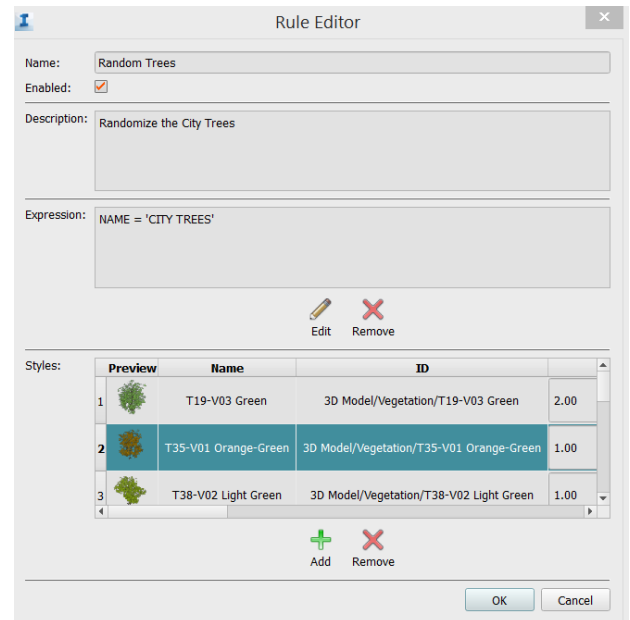 Rule Editor
Name: Random Trees
Enabled:
Description: Randomize the City Trees
Expression: NAME = 'CITY TREES'
Edit Remove
Styles: Preview Name ID
1 T19-V03 Green 3D Model/Vegetation/T19-V03 Green 2.00
2 T35-V01 Orange-Green 3D Model/Vegetation/T35-V01 Orange-Green 1.00
3 T38-V02 Light Green 3D Model/Vegetation/T38-V02 Light Green 1.00
Add Remove
OK Cancel